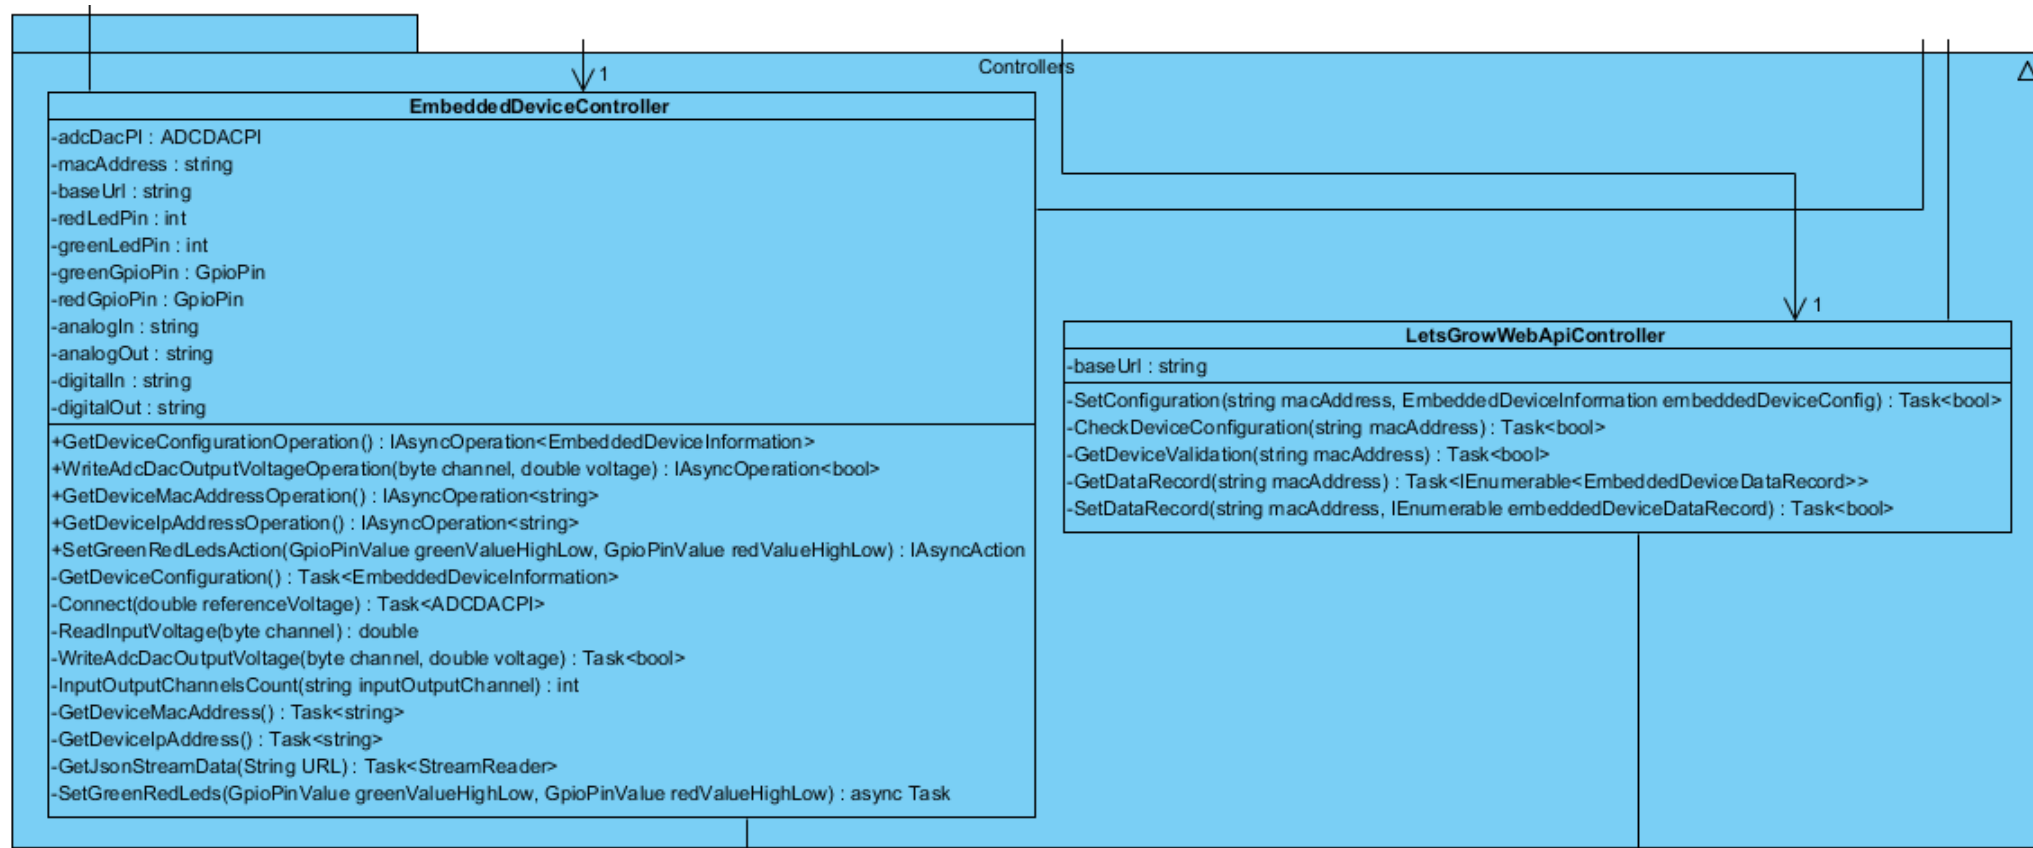 Controllers
1
EmbeddedDeviceController
-adcDacPI : ADCDACPI
-macAddress : string
-baseUrl : string
-redLedPin : int
-greenLedPin : int
-greenGpioPin : GpioPin
-redGpioPin : GpioPin
-analogIn : string
-analogOut : string
-digitalIn : string
-digitalOut : string
+GetDeviceConfigurationOperation() : IAsyncOperation<EmbeddedDeviceInformation>
+WriteAdcDacOutputVoltageOperation(byte channel, double voltage) : IAsyncOperation<bool>
+GetDeviceMacAddressOperation() : IAsyncOperation<string>
+GetDeviceIpAddressOperation() : IAsyncOperation<string>
+SetGreenRedLedsAction(GpioPinValue greenValueHighLow, GpioPinValue redValueHighLow) : IAsyncAction
-GetDeviceConfiguration() : Task<EmbeddedDeviceInformation>
-Connect(double referenceVoltage) : Task<ADCDACPI>
-ReadInputVoltage(byte channel) : double
-WriteAdcDacOutputVoltage(byte channel, double voltage) : Task<bool>
-InputOutputChannelsCount(string inputOutputChannel) : int
-GetDeviceMacAddress() : Task<string>
-GetDeviceIpAddress() : Task<string>
-GetJsonStreamData(String URL) : Task<StreamReader>
-SetGreenRedLeds(GpioPinValue greenValueHighLow, GpioPinValue redValueHighLow) : async Task
1
LetsGrowWebApiController
-baseUrl : string
-SetConfiguration(string macAddress, EmbeddedDeviceInformation embeddedDeviceConfig) : Task<bool>
-CheckDeviceConfiguration(string macAddress) : Task<bool>
-GetDeviceValidation(string macAddress) : Task<bool>
-GetDataRecord(string macAddress) : Task<IEnumerable<EmbeddedDeviceDataRecord>>
-SetDataRecord(string macAddress, IEnumerable embeddedDeviceDataRecord) : Task<bool>